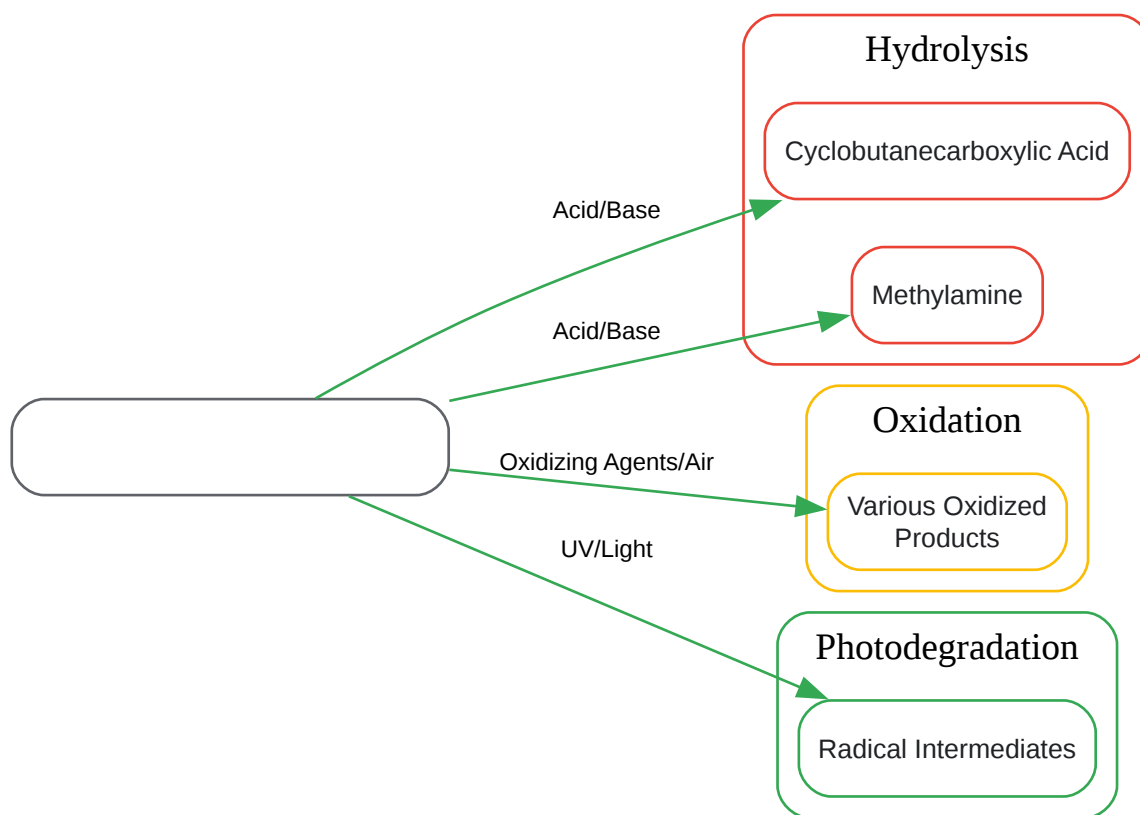 Hydrolysis
Cyclobutanecarboxylic Acid
Acid/Base
Methylamine
Acid/Base
Oxidation
Oxidizing Agents/Air
Various Oxidized
Products
UV/Light
Photodegradation
Radical Intermediates